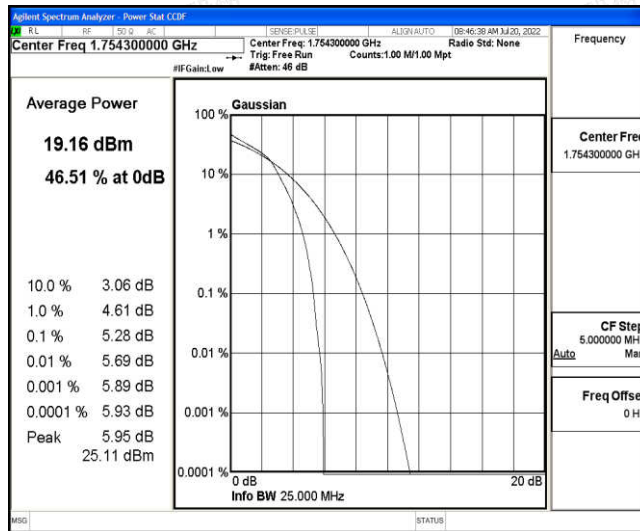 Agilent Spectrum Analyzer - Power Stat CCDF
RL RF 50 Ω AC SENSE:PULSE ALIGN AUTO 08:46:38 AM Jul 20, 2022
Center Freq 1.754300000 GHz
Center Freq: 1.754300000 GHz Radio Std: None
Trig: Free Run Counts:1.00 M/1.00 Mpt
#IFGain:Low #Atten: 46 dB
Frequency
Average Power
19.16 dBm
46.51 % at 0dB
10.0 % 3.06 dB
1.0 % 4.61 dB
0.1 % 5.28 dB
0.01 % 5.69 dB
0.001 % 5.89 dB
0.0001 % 5.93 dB
Peak 5.95 dB
25.11 dBm
Gaussian
100 %
10 %
1 %
0.1 %
0.01 %
0.001 %
0.0001 %
0 dB 20 dB
Info BW 25.000 MHz
Center Fre
1.754300000 GH
CF Step
5.000000 MH
Auto Ma
Freq Offse
0 H
MSG STATUS